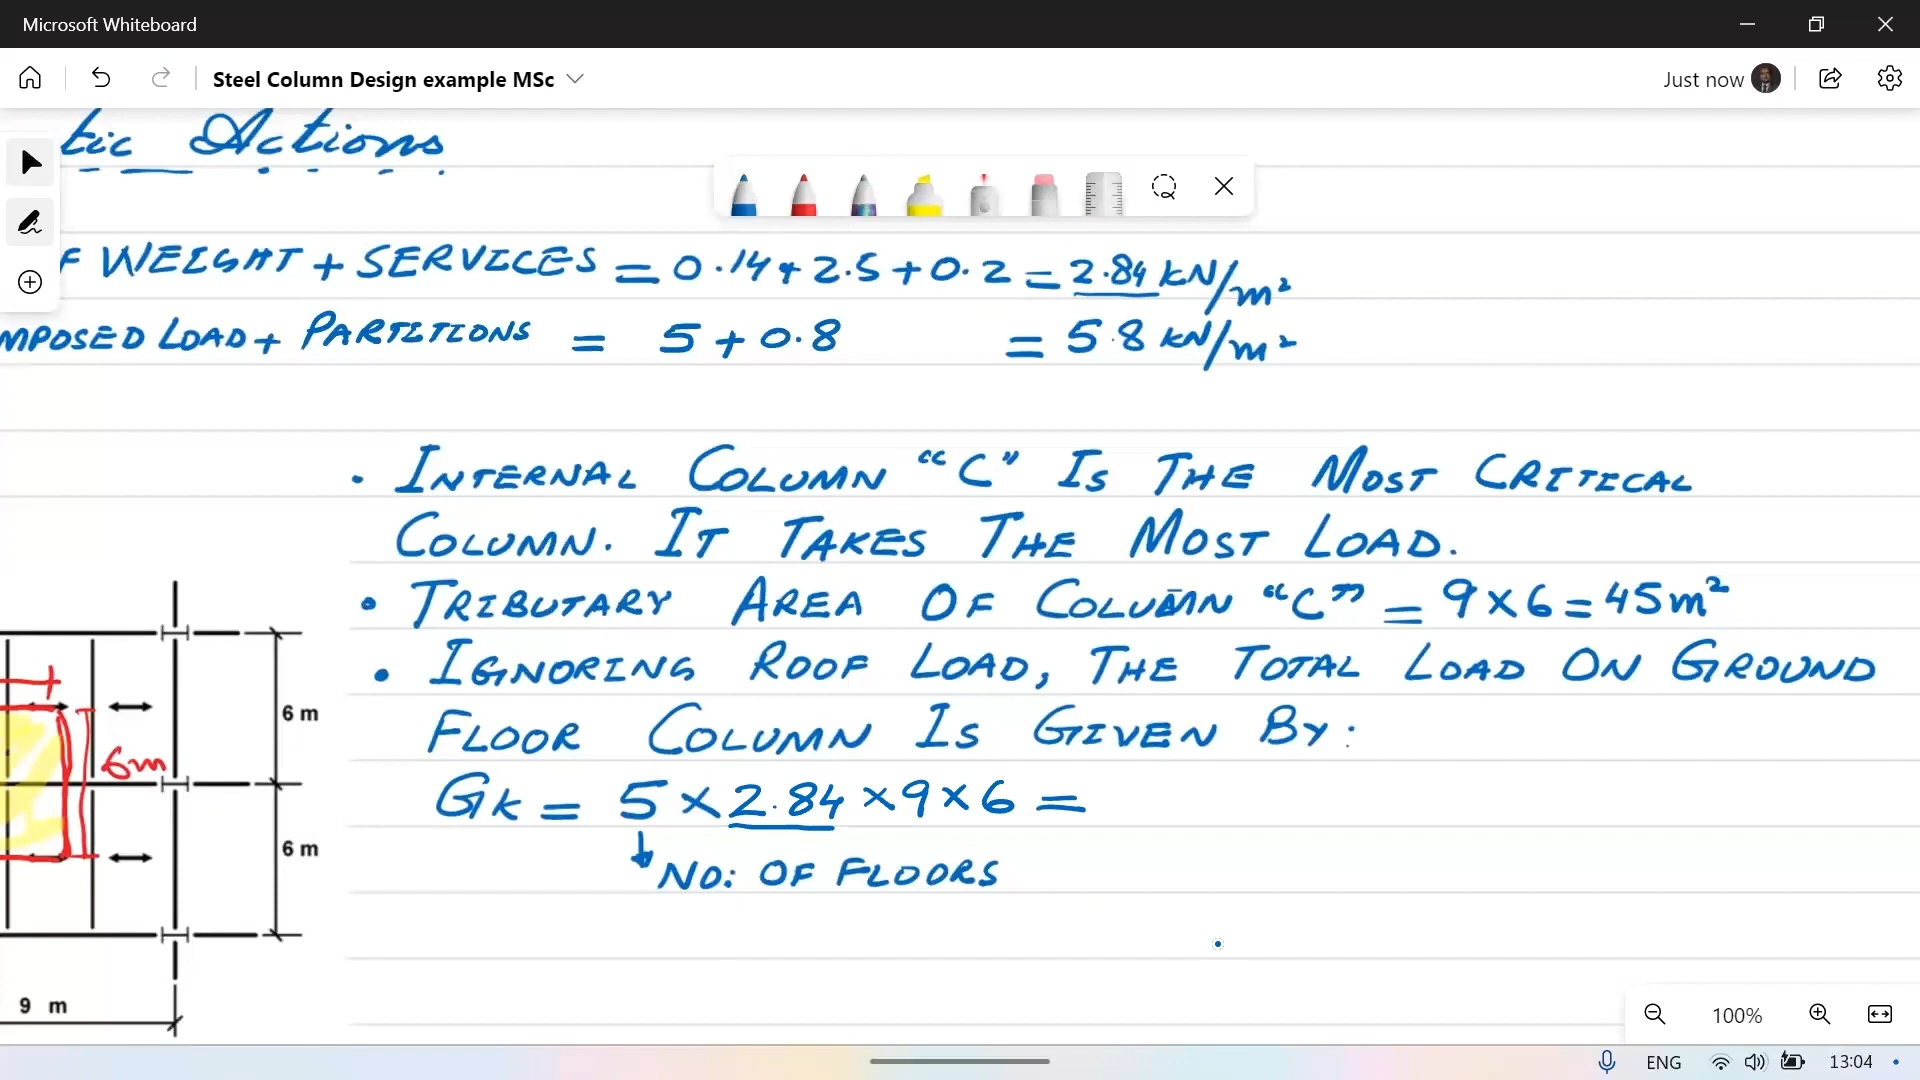 Microsoft Whiteboard
Steel Column Design example MSc
Just now
tic Actions
F WEIGHT + SERVICES = 0.14 + 2.5 + 0.2 = 2.84 kN/m²
MPOSED LOAD + PARTITIONS = 5 + 0.8 = 5.8 kN/m²
• INTERNAL COLUMN "C" IS THE MOST CRITICAL
COLUMN. IT TAKES THE MOST LOAD.
• TRIBUTARY AREA OF COLUMN "C" = 9 × 6 = 45 m²
• IGNORING ROOF LOAD, THE TOTAL LOAD ON GROUND
FLOOR COLUMN IS GIVEN BY:
GK = 5 × 2.84 × 9 × 6 =
NO: OF FLOORS
6 m
6m
6 m
9 m
100%
ENG
13:04